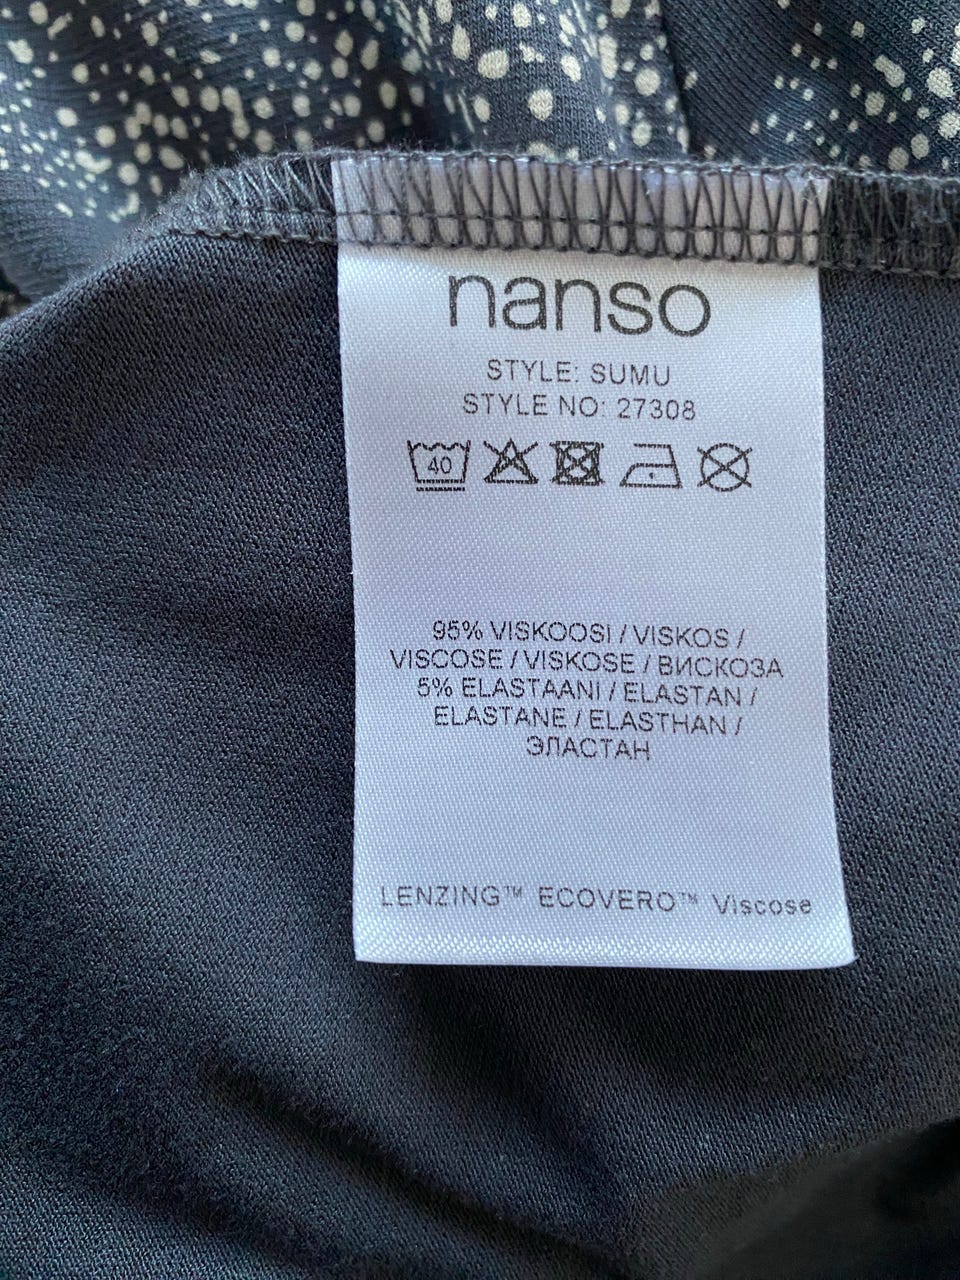 nanso
STYLE: SUMU
STYLE NO: 27308
40
95% VISKOOSI / VISKOS /
VISCOSE / VISKOSE / ВИСКОЗА
5% ELASTAANI / ELASTAN /
ELASTANE / ELASTHAN /
ЭЛАСТАН
LENZING™ ECOVERO™ Viscose